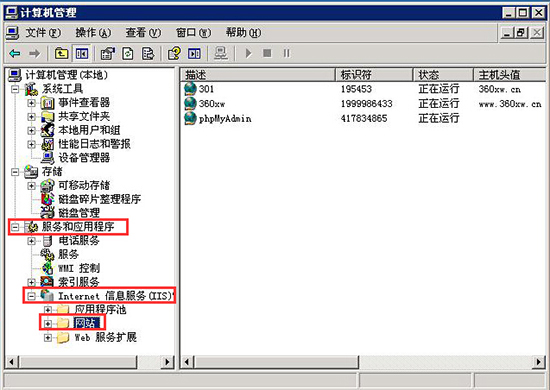 计算机管理
文件(F) 操作(A) 查看(V) 窗口(W) 帮助(H)
计算机管理(本地)
系统工具
事件查看器
共享文件夹
本地用户和组
性能日志和警报
设备管理器
存储
可移动存储
磁盘碎片整理程序
磁盘管理
服务和应用程序
电话服务
服务
WMI 控制
索引服务
Internet 信息服务(IIS)
应用程序池
网站
Web 服务扩展
描述 标识符 状态 主机头值
301 195453 正在运行 360xw.cn
360xw 1999986433 正在运行 www.360xw.cn
phpMyAdmin 417834865 正在运行